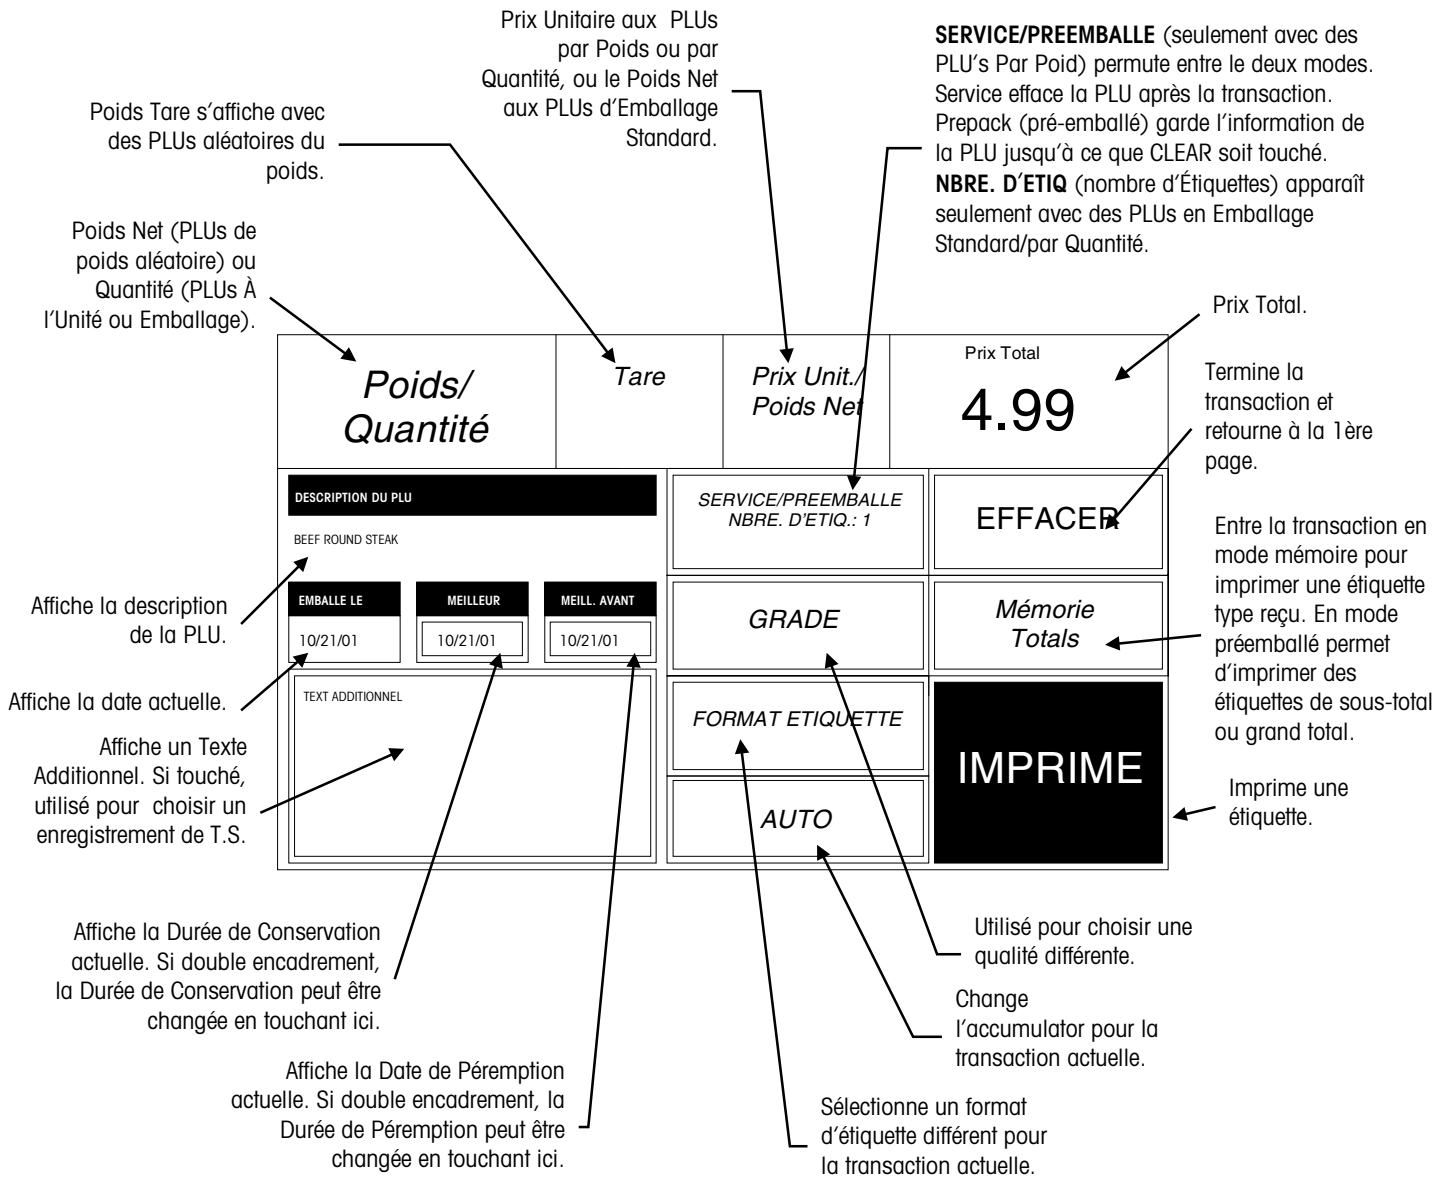 Prix Unitaire aux PLUs
par Poids ou par
Quantité, ou le Poids Net
aux PLUs d'Emballage
Standard.
SERVICE/PREEMBALLE (seulement avec des
PLU's Par Poid) permute entre le deux modes.
Service efface la PLU après la transaction.
Prepack (pré-emballé) garde l'information de
la PLU jusqu'à ce que CLEAR soit touché.
NBRE. D'ETIQ (nombre d'Étiquettes) apparaît
seulement avec des PLUs en Emballage
Standard/par Quantité.
Poids Tare s'affiche avec
des PLUs aléatoires du
poids.
Poids Net (PLUs de
poids aléatoire) ou
Quantité (PLUs À
l'Unité ou Emballage).
Prix Total.
Poids/
Quantité
Tare
Prix Unit./
Poids Net
Prix Total
4.99
Termine la
transaction et
retourne à la 1ère
page.
DESCRIPTION DU PLU
BEEF ROUND STEAK
SERVICE/PREEMBALLE
NBRE. D'ETIQ.: 1
EFFACER
Entre la transaction en
mode mémoire pour
imprimer une étiquette
type reçu. En mode
préemballé permet
d'imprimer des
étiquettes de sous-total
ou grand total.
Affiche la description
de la PLU.
EMBALLE LE
MEILLEUR
MEILL. AVANT
10/21/01
10/21/01
10/21/01
GRADE
Mémorie
Totals
Affiche la date actuelle.
TEXT ADDITIONNEL
FORMAT ETIQUETTE
IMPRIME
Affiche un Texte
Additionnel. Si touché,
utilisé pour choisir un
enregistrement de T.S.
AUTO
Imprime une
étiquette.
Affiche la Durée de Conservation
actuelle. Si double encadrement,
la Durée de Conservation peut être
changée en touchant ici.
Utilisé pour choisir une
qualité différente.
Change
l'accumulator pour la
transaction actuelle.
Affiche la Date de Péremption
actuelle. Si double encadrement, la
Durée de Péremption peut être
changée en touchant ici.
Sélectionne un format
d'étiquette différent pour
la transaction actuelle.